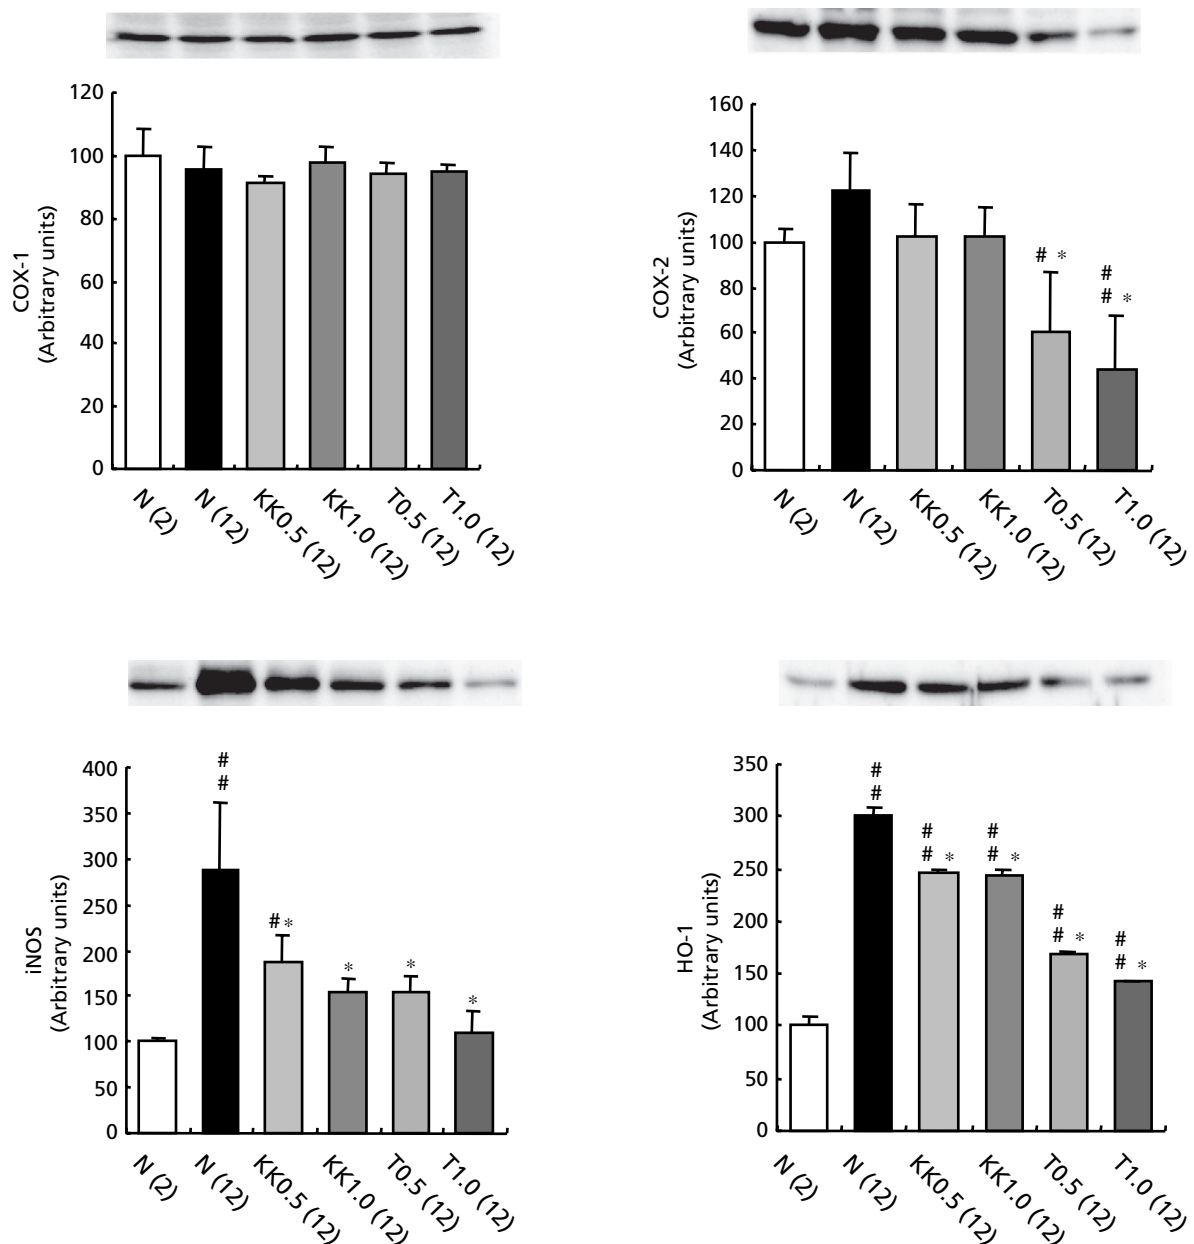 120
100
80
60
40
20
0
COX-1
(Arbitrary units)
N (2)
N (12)
KK0.5 (12)
KK1.0 (12)
T0.5 (12)
T1.0 (12)
160
140
120
100
80
60
40
20
0
COX-2
(Arbitrary units)
# *
#
# *
N (2)
N (12)
KK0.5 (12)
KK1.0 (12)
T0.5 (12)
T1.0 (12)
400
350
300
250
200
150
100
50
0
iNOS
(Arbitrary units)
#
#
# *
*
*
*
N (2)
N (12)
KK0.5 (12)
KK1.0 (12)
T0.5 (12)
T1.0 (12)
350
300
250
200
150
100
50
0
HO-1
(Arbitrary units)
#
#
#
# *
#
# *
#
# *
#
# *
N (2)
N (12)
KK0.5 (12)
KK1.0 (12)
T0.5 (12)
T1.0 (12)